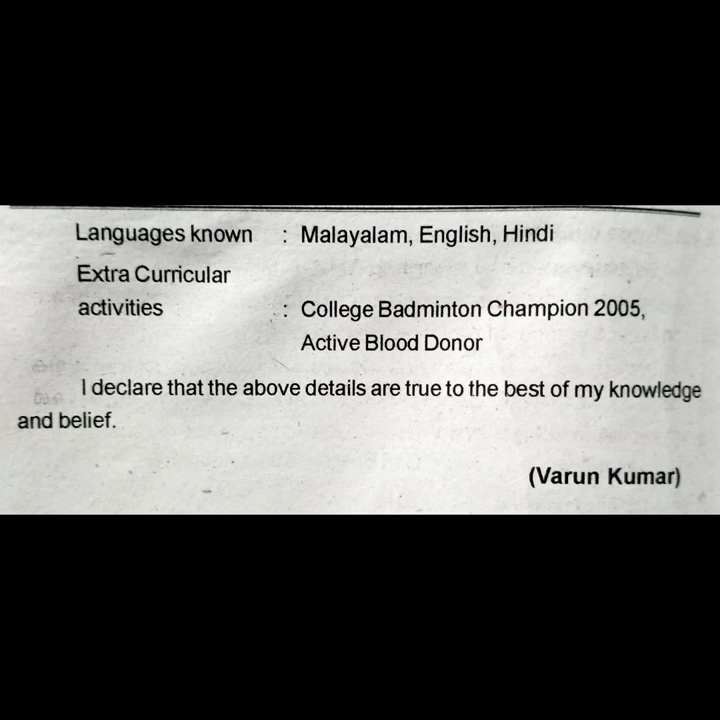 Languages known : Malayalam, English, Hindi
Extra Curricular
activities : College Badminton Champion 2005,
Active Blood Donor
I declare that the above details are true to the best of my knowledge
and belief.
(Varun Kumar)